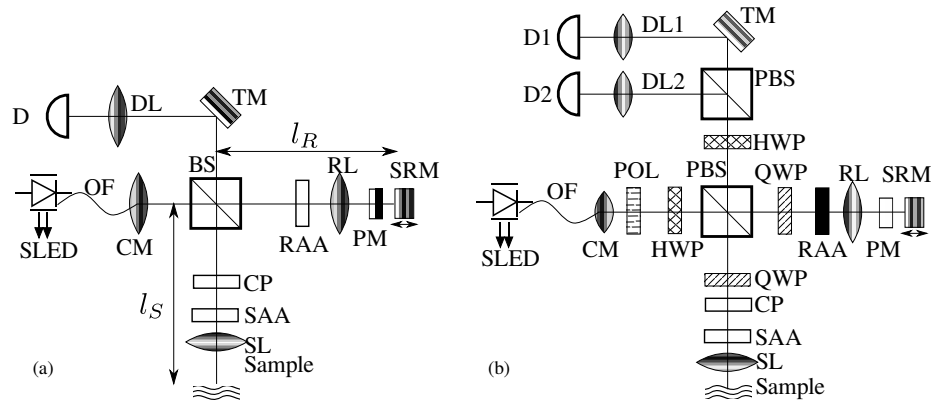 D
DL
TM
l_R
BS
RL
SRM
OF
SLED
CM
RAA
PM
l_S
CP
SAA
SL
Sample
(a)
D1
DL1
TM
D2
DL2
PBS
HWP
POL
PBS
QWP
RL
SRM
OF
SLED
CM
HWP
RAA
PM
QWP
CP
SAA
SL
Sample
(b)